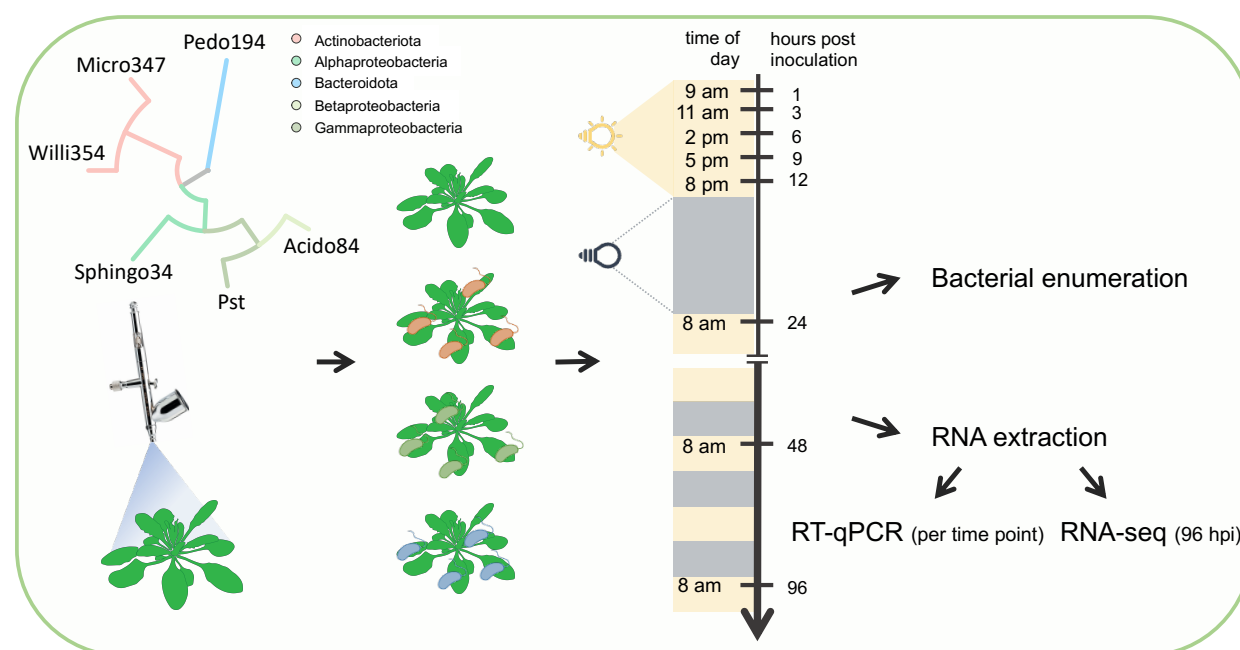 Pedo194
Micro347
Willi354
Sphingo34
Pst
Acido84
Actinobacteriota
Alphaproteobacteria
Bacteroidota
Betaproteobacteria
Gammaproteobacteria
time of
day
hours post
inoculation
9 am 1
11 am 3
2 pm 6
5 pm 9
8 pm 12
8 am 24
8 am 48
8 am 96
Bacterial enumeration
RNA extraction
RT-qPCR (per time point)
RNA-seq (96 hpi)